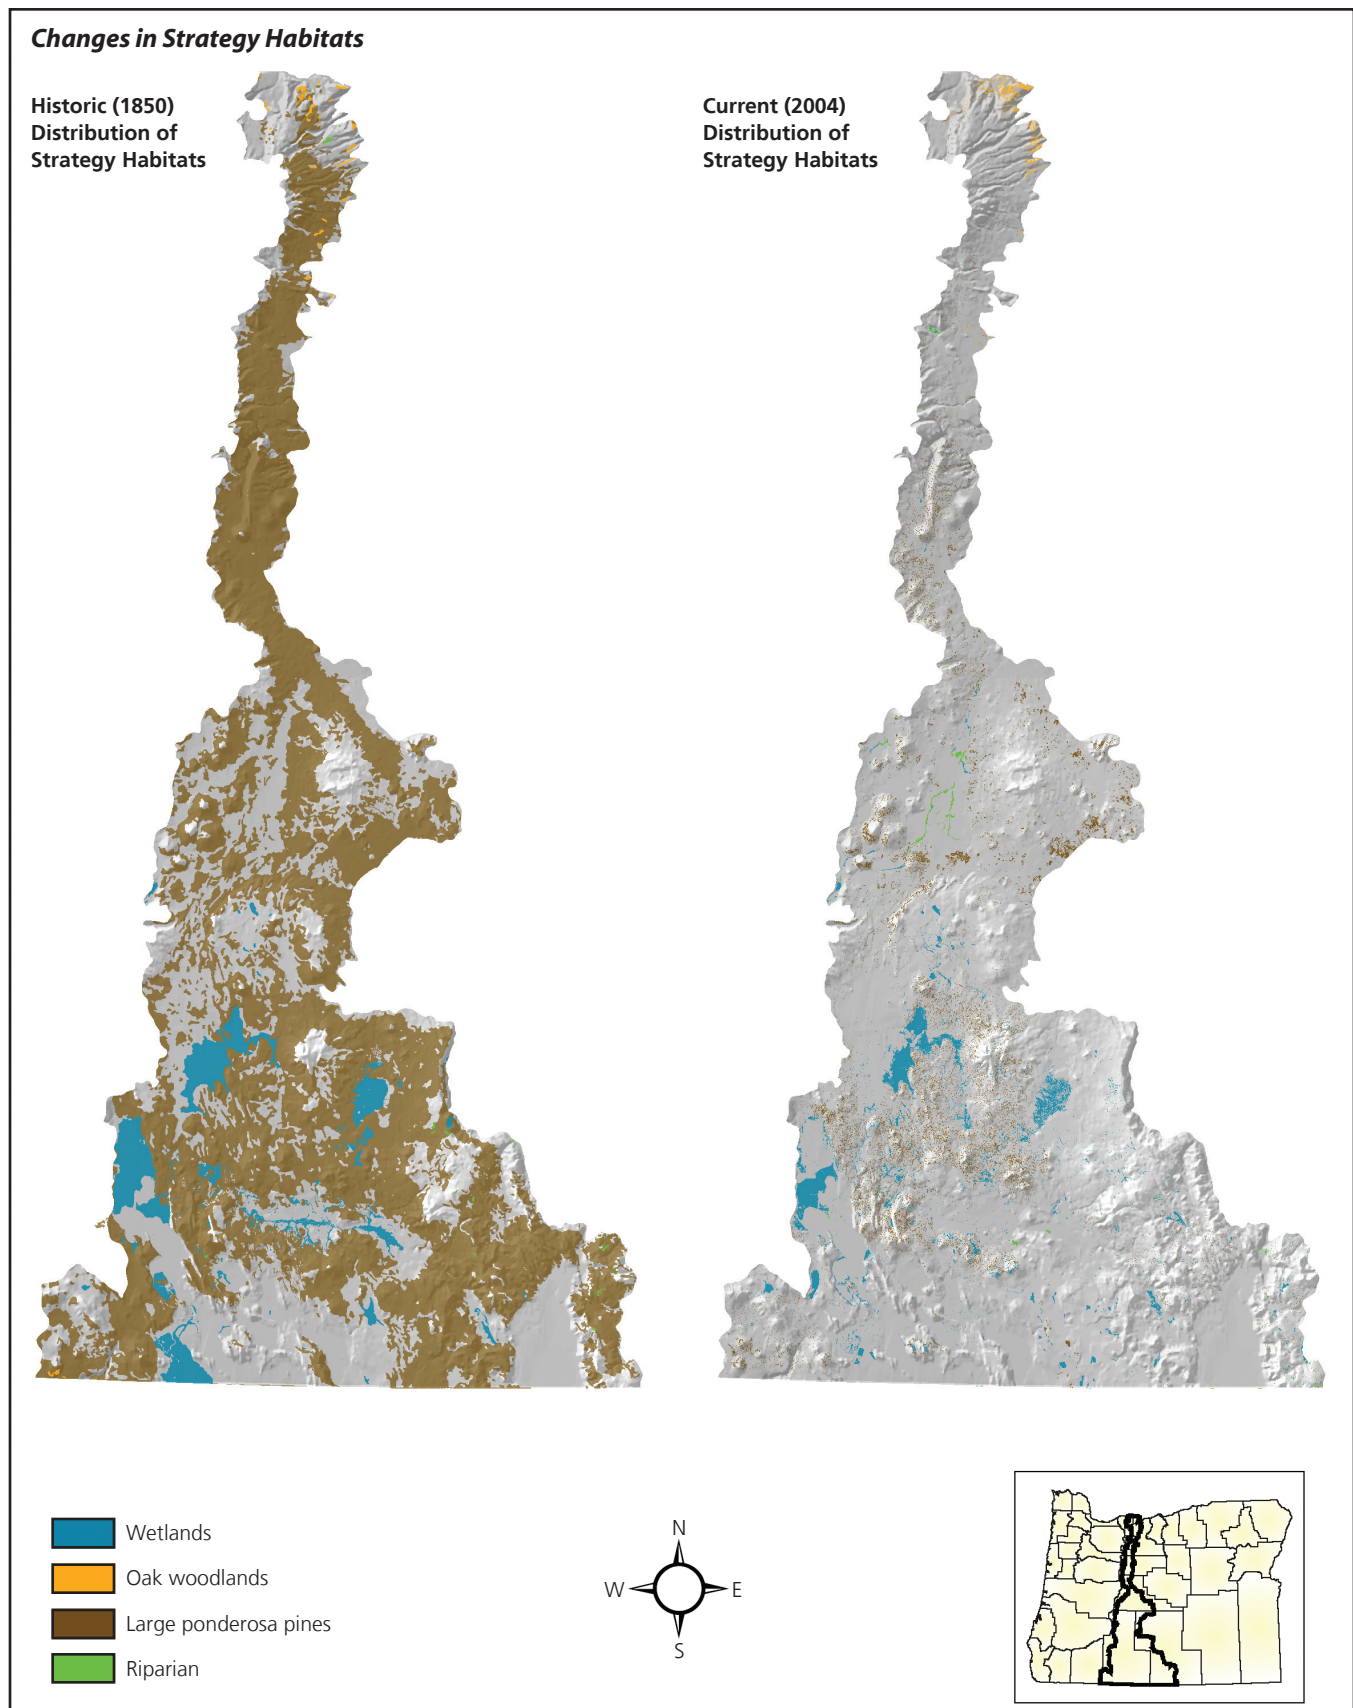 Changes in Strategy Habitats
Historic (1850)
Distribution of
Strategy Habitats
Current (2004)
Distribution of
Strategy Habitats
Wetlands
Oak woodlands
Large ponderosa pines
Riparian
N
W
E
S